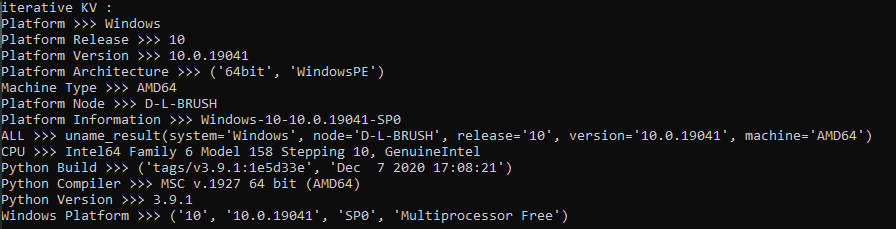 iterative KV :
Platform >>> Windows
Platform Release >>> 10
Platform Version >>> 10.0.19041
Platform Architecture >>> ('64bit', 'WindowsPE')
Machine Type >>> AMD64
Platform Node >>> D-L-BRUSH
Platform Information >>> Windows-10-10.0.19041-SP0
ALL >>> uname_result(system='Windows', node='D-L-BRUSH', release='10', version='10.0.19041', machine='AMD64')
CPU >>> Intel64 Family 6 Model 158 Stepping 10, GenuineIntel
Python Build >>> ('tags/v3.9.1:1e5d33e', 'Dec  7 2020 17:08:21')
Python Compiler >>> MSC v.1927 64 bit (AMD64)
Python Version >>> 3.9.1
Windows Platform >>> ('10', '10.0.19041', 'SP0', 'Multiprocessor Free')